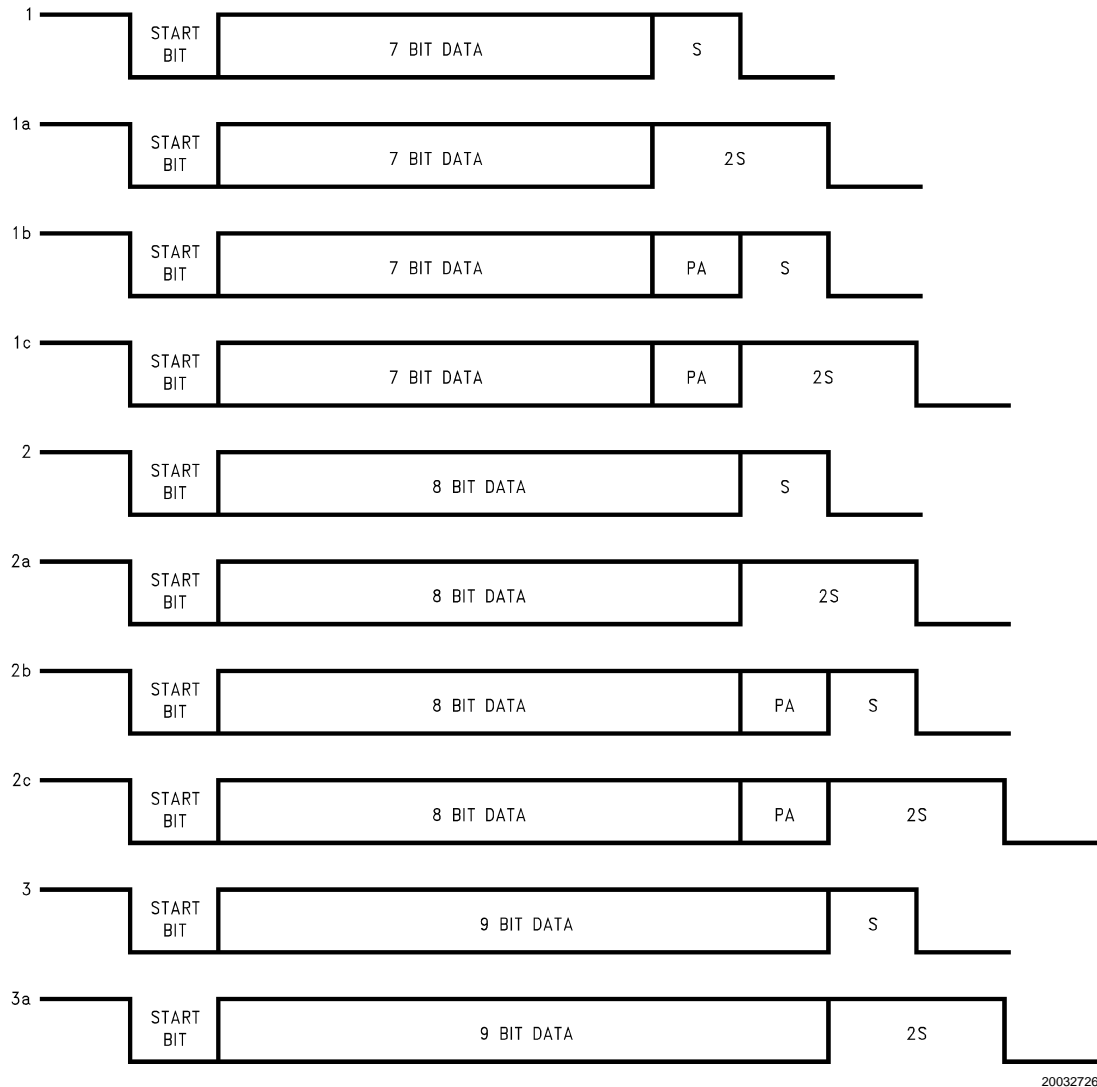 1 START BIT 7 BIT DATA S
1a START BIT 7 BIT DATA 2S
1b START BIT 7 BIT DATA PA S
1c START BIT 7 BIT DATA PA 2S
2 START BIT 8 BIT DATA S
2a START BIT 8 BIT DATA 2S
2b START BIT 8 BIT DATA PA S
2c START BIT 8 BIT DATA PA 2S
3 START BIT 9 BIT DATA S
3a START BIT 9 BIT DATA 2S
20032726